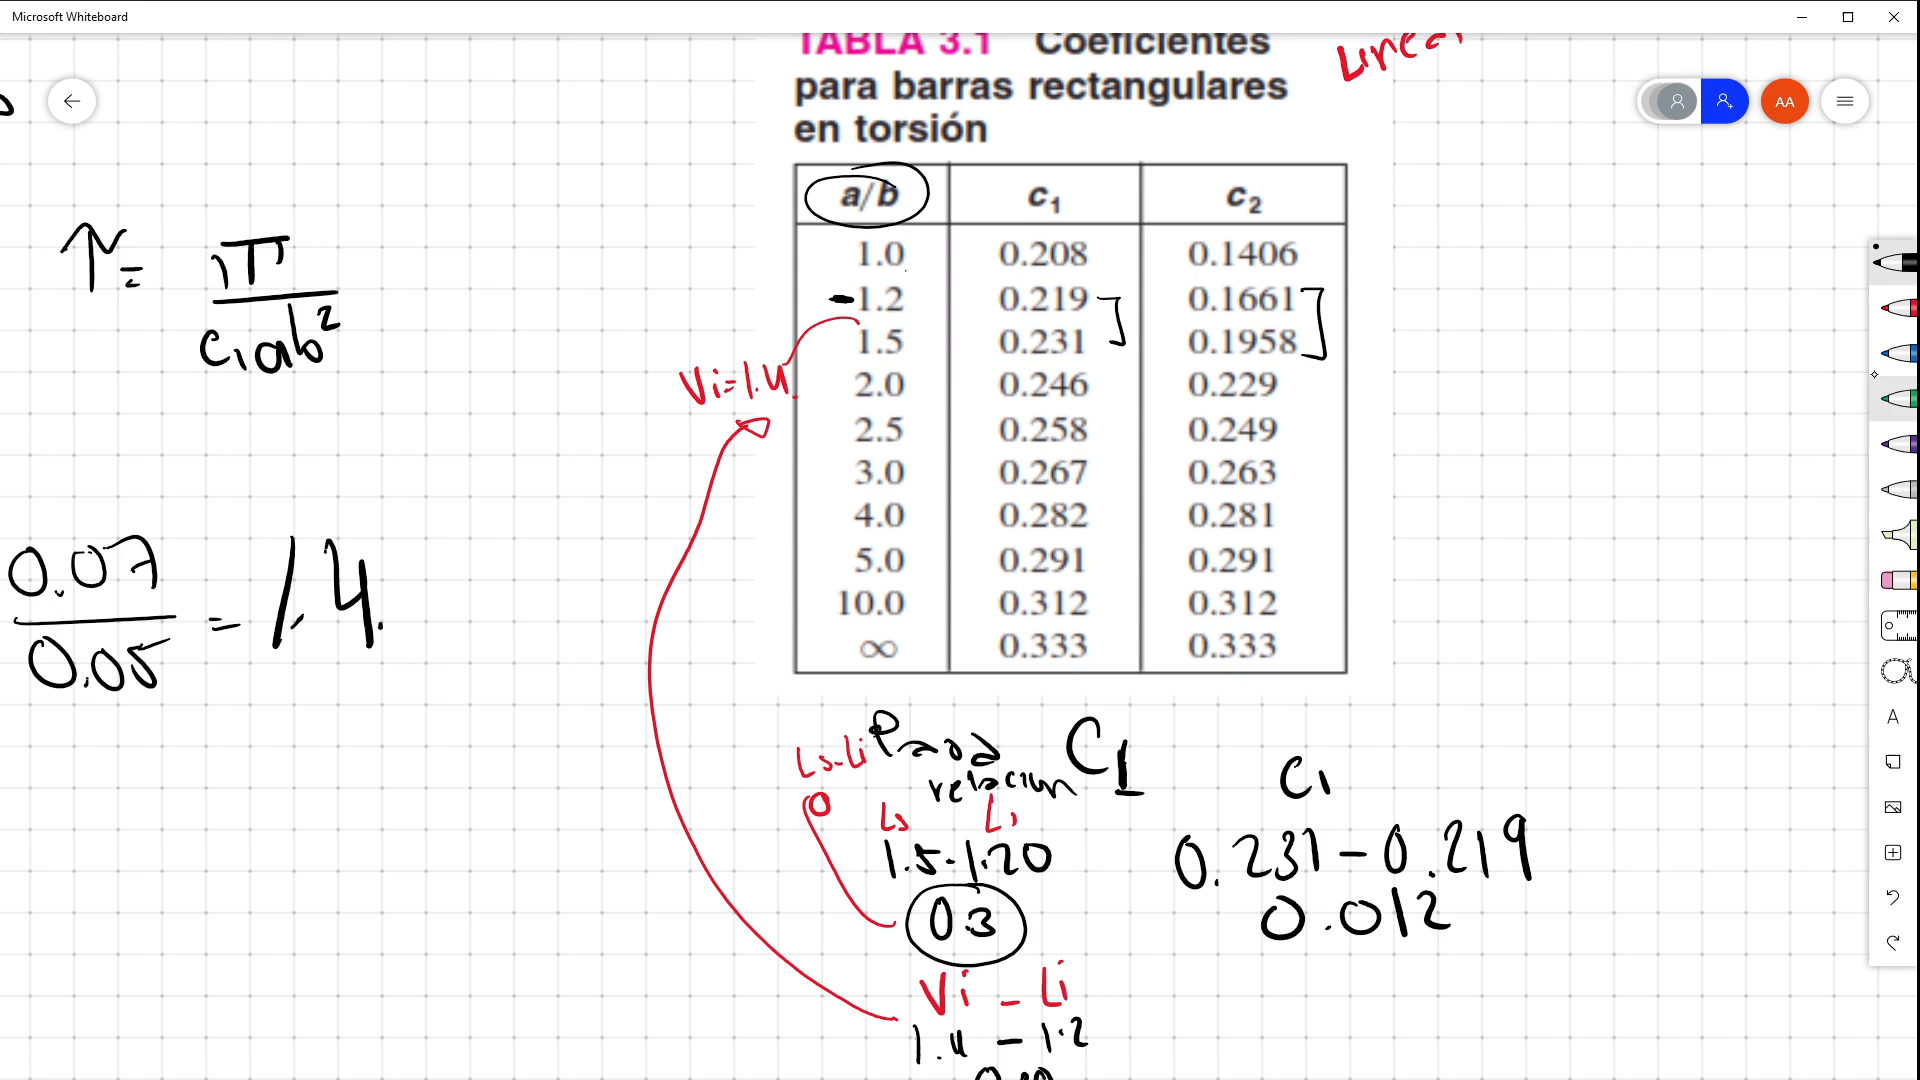 Microsoft Whiteboard
TABLA 3.1 Coeficientes
para barras rectangulares
en torsión
AA
a/b c₁ c₂
1.0 0.208 0.1406
-1.2 0.219 0.1661
1.5 0.231 0.1958
2.0 0.246 0.229
2.5 0.258 0.249
3.0 0.267 0.263
4.0 0.282 0.281
5.0 0.291 0.291
10.0 0.312 0.312
∞ 0.333 0.333
C₁ab²
Vi=1.4
0.07
0.05
= 1.4.
Ls-Li
Para
relacion
C1
C1
Ls Li
1.5-1.20
0.3
0.231-0.219
0.012
Vi - Li
1.4 - 1.2
A